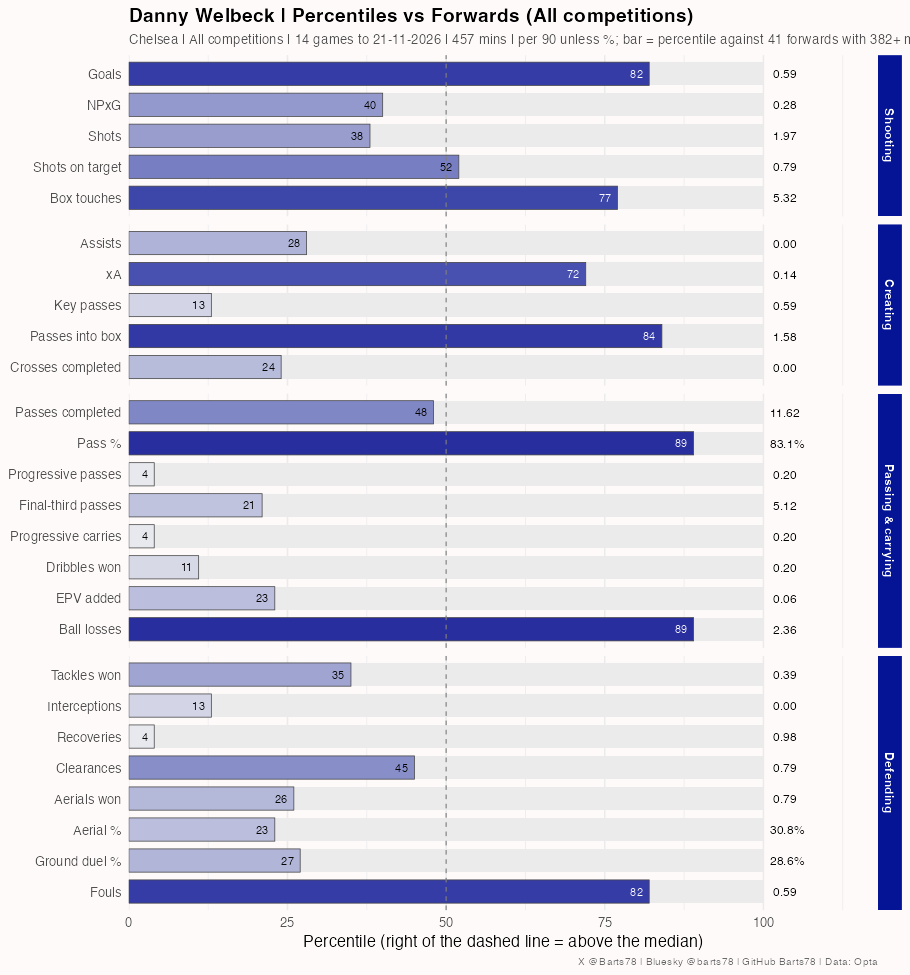 Danny Welbeck | Percentiles vs Forwards (All competitions)
Chelsea | All competitions | 14 games to 21-11-2026 | 457 mins | per 90 unless %; bar = percentile against 41 forwards with 382+ m
Shooting
Goals 82 0.59
NPxG 40 0.28
Shots 38 1.97
Shots on target 52 0.79
Box touches 77 5.32
Creating
Assists 28 0.00
xA 72 0.14
Key passes 13 0.59
Passes into box 84 1.58
Crosses completed 24 0.00
Passing & carrying
Passes completed 48 11.62
Pass % 89 83.1%
Progressive passes 4 0.20
Final-third passes 21 5.12
Progressive carries 4 0.20
Dribbles won 11 0.20
EPV added 23 0.06
Ball losses 89 2.36
Defending
Tackles won 35 0.39
Interceptions 13 0.00
Recoveries 4 0.98
Clearances 45 0.79
Aerials won 26 0.79
Aerial % 23 30.8%
Ground duel % 27 28.6%
Fouls 82 0.59
0 25 50 75 100
Percentile (right of the dashed line = above the median)
X @Barts78 | Bluesky @barts78 | GitHub Barts78 | Data: Opta